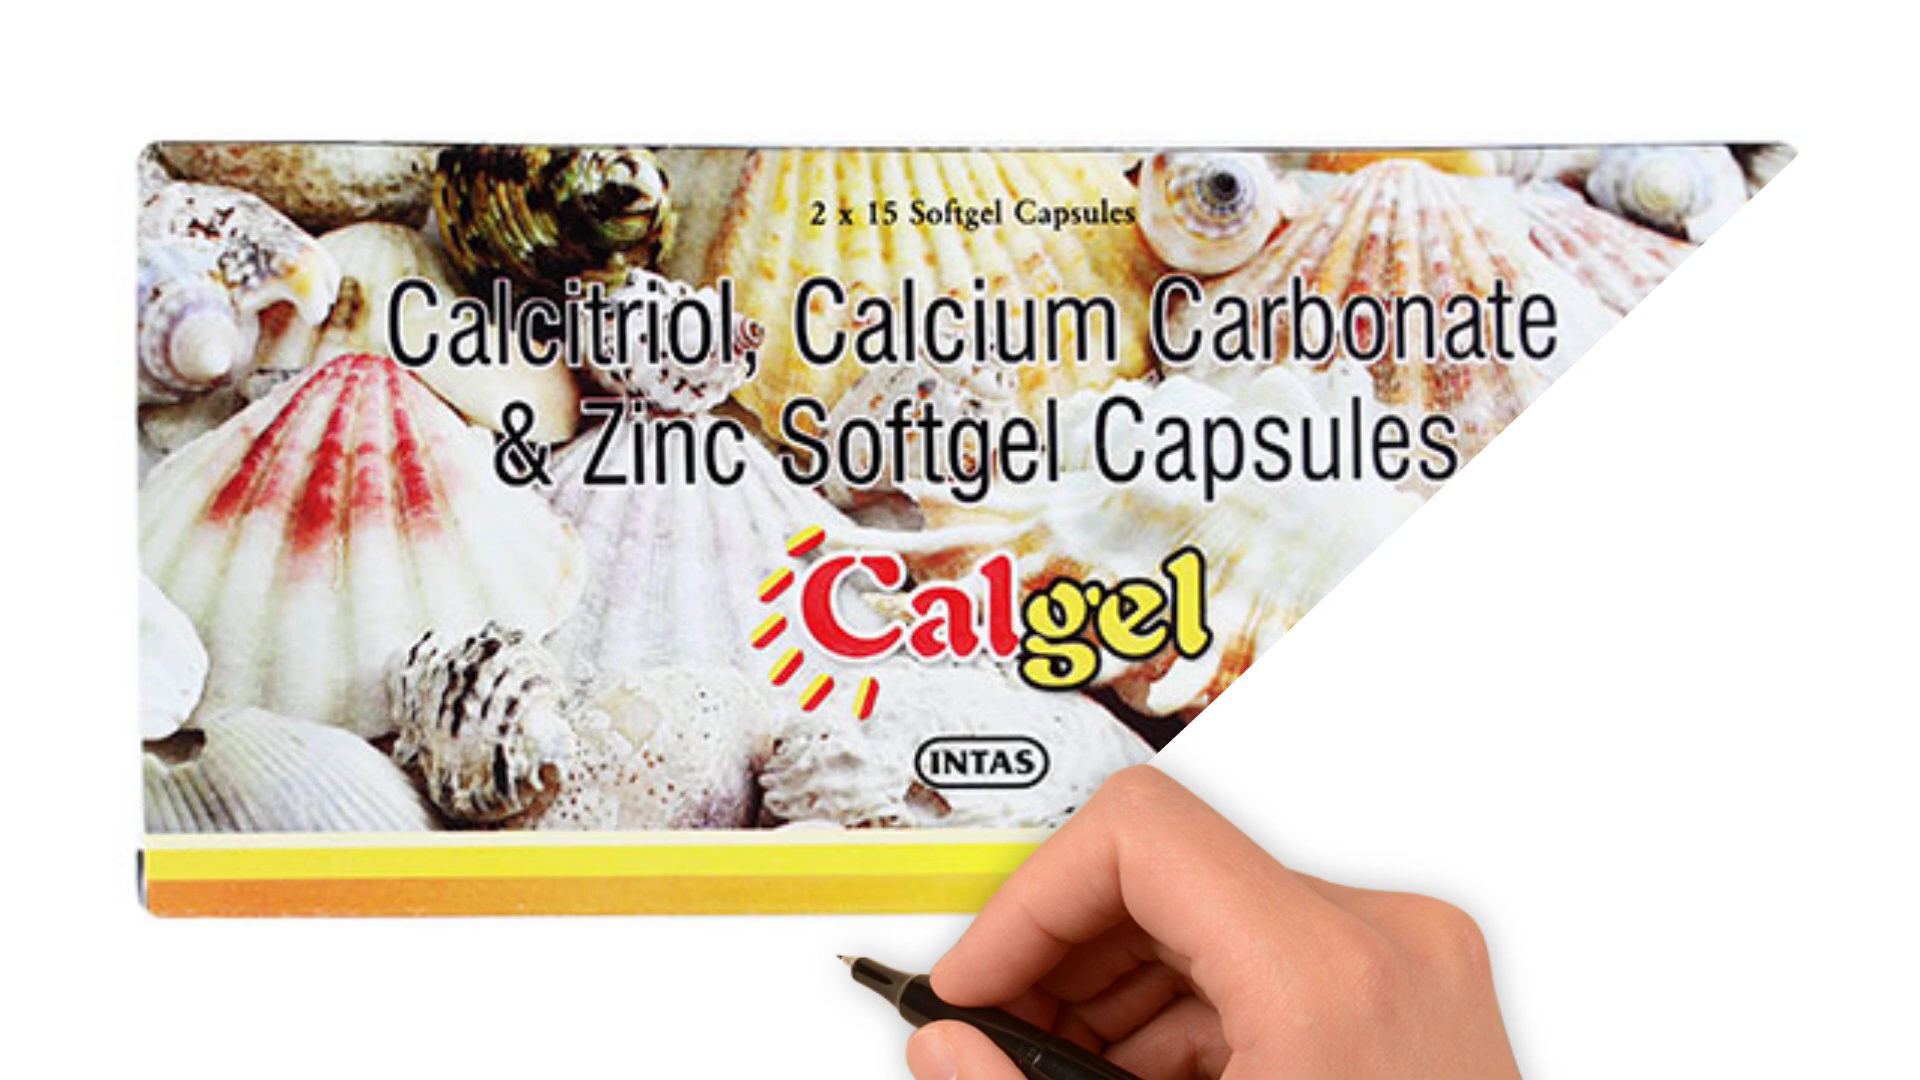 2 x 15 Softgel Capsules
Calcitriol, Calcium Carbonate
& Zinc Softgel Capsules
Calgel
INTAS